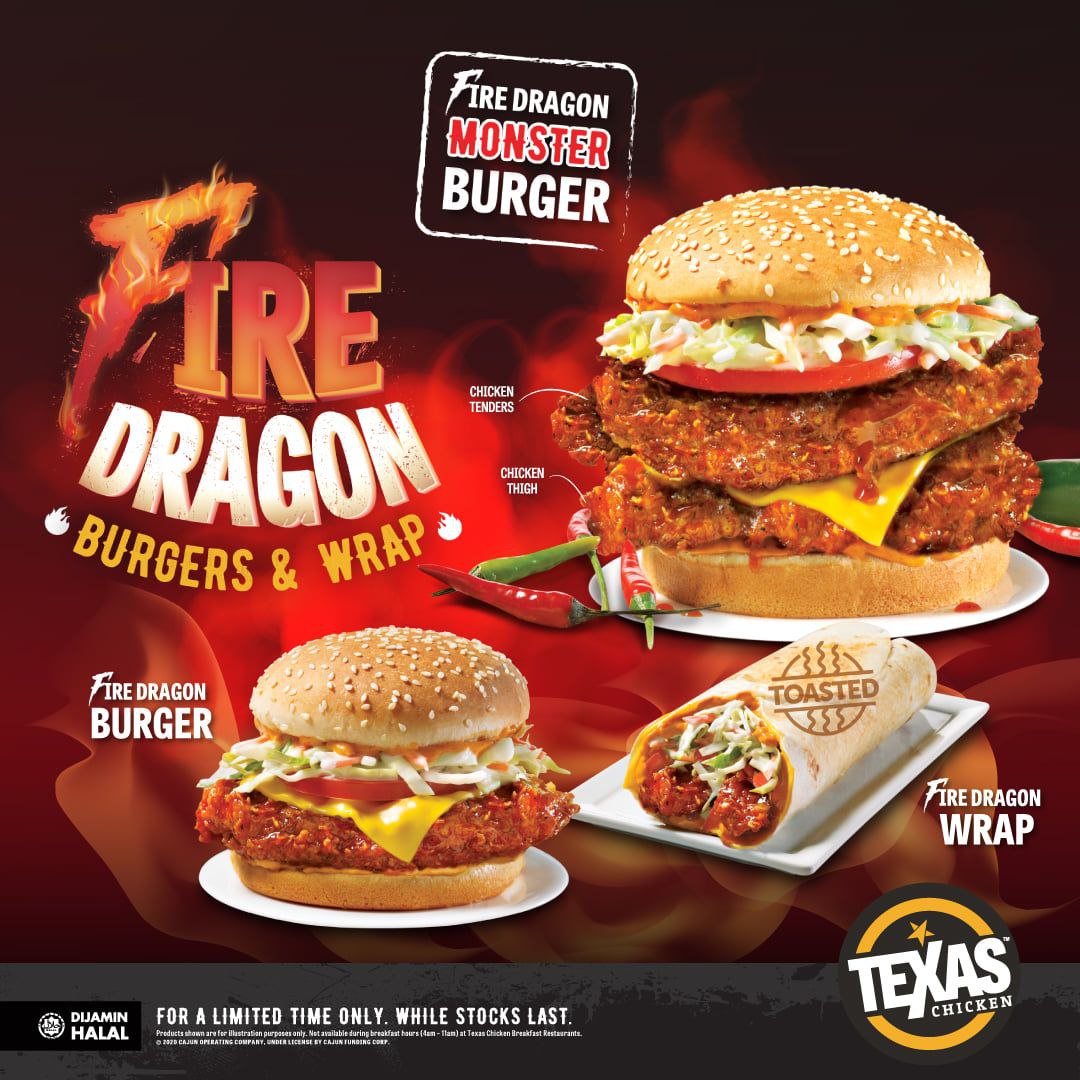 FIRE DRAGON
MONSTER
BURGER
FIRE
DRAGON
BURGERS & WRAP
CHICKEN
TENDERS
CHICKEN
THIGH
FIRE DRAGON
BURGER
TOASTED
FIRE DRAGON
WRAP
TEXAS™
CHICKEN
DIJAMIN
HALAL
FOR A LIMITED TIME ONLY. WHILE STOCKS LAST.
Products shown are for illustration purposes only. Not available during breakfast hours (4am - 11am) at Texas Chicken Breakfast Restaurants.
© 2020 CAJUN OPERATING COMPANY, UNDER LICENSE BY CAJUN FUNDING CORP.